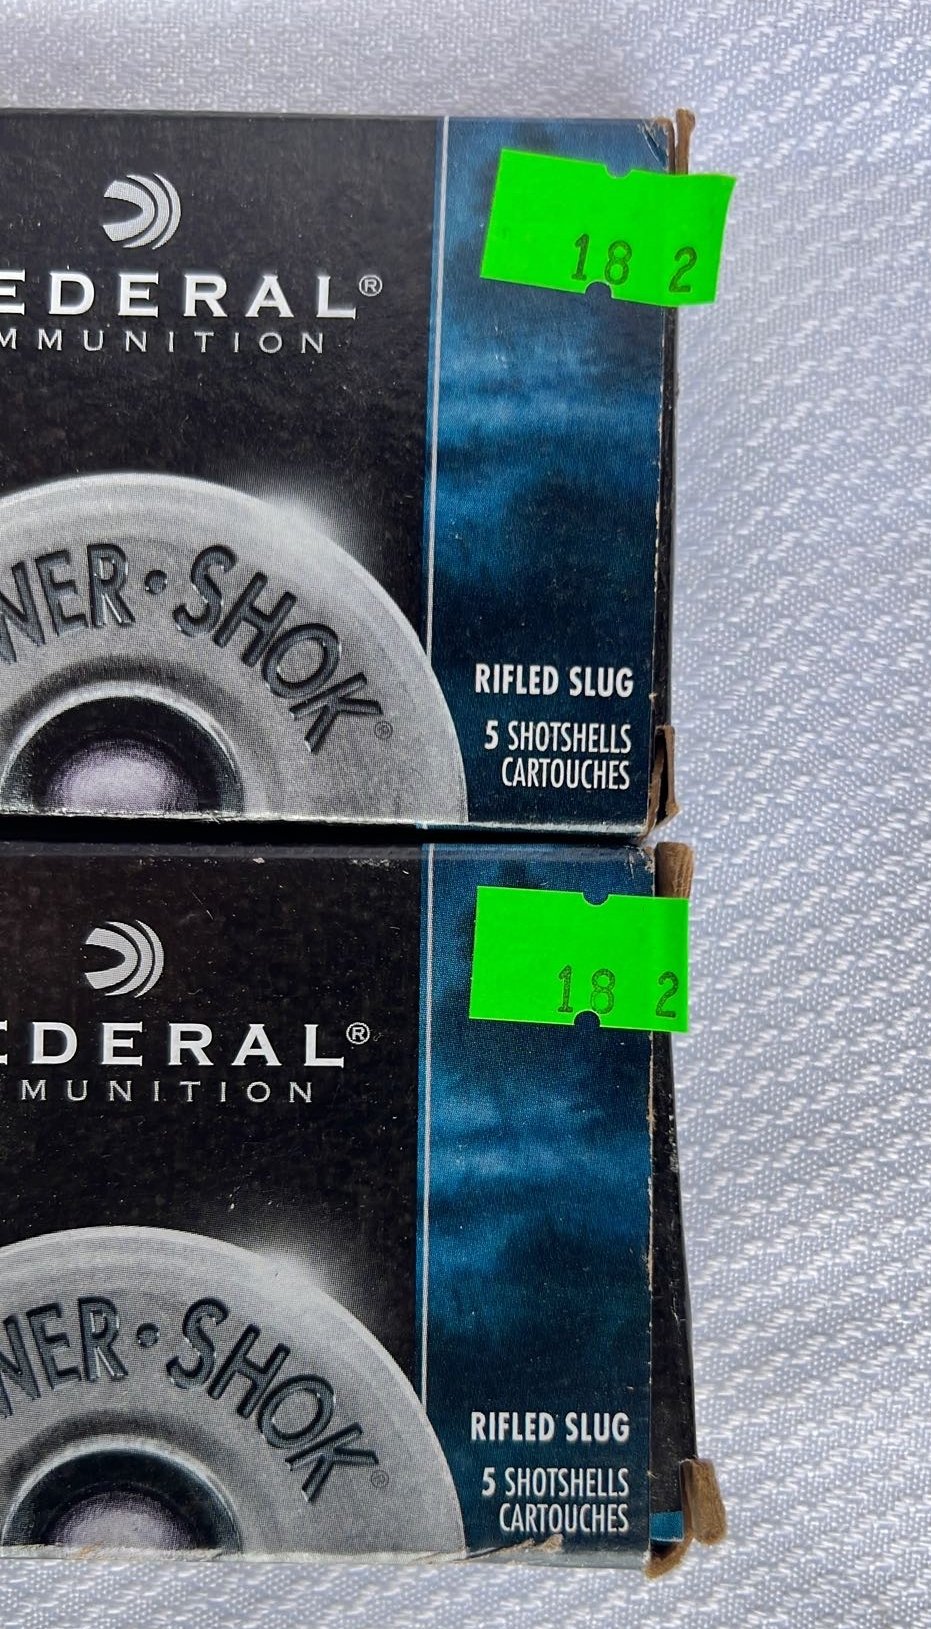 18 2
EDERAL®
MMUNITION
NER•SHOK®
RIFLED SLUG
5 SHOTSHELLS
CARTOUCHES
18 2
EDERAL®
MUNITION
NER•SHOK®
RIFLED SLUG
5 SHOTSHELLS
CARTOUCHES